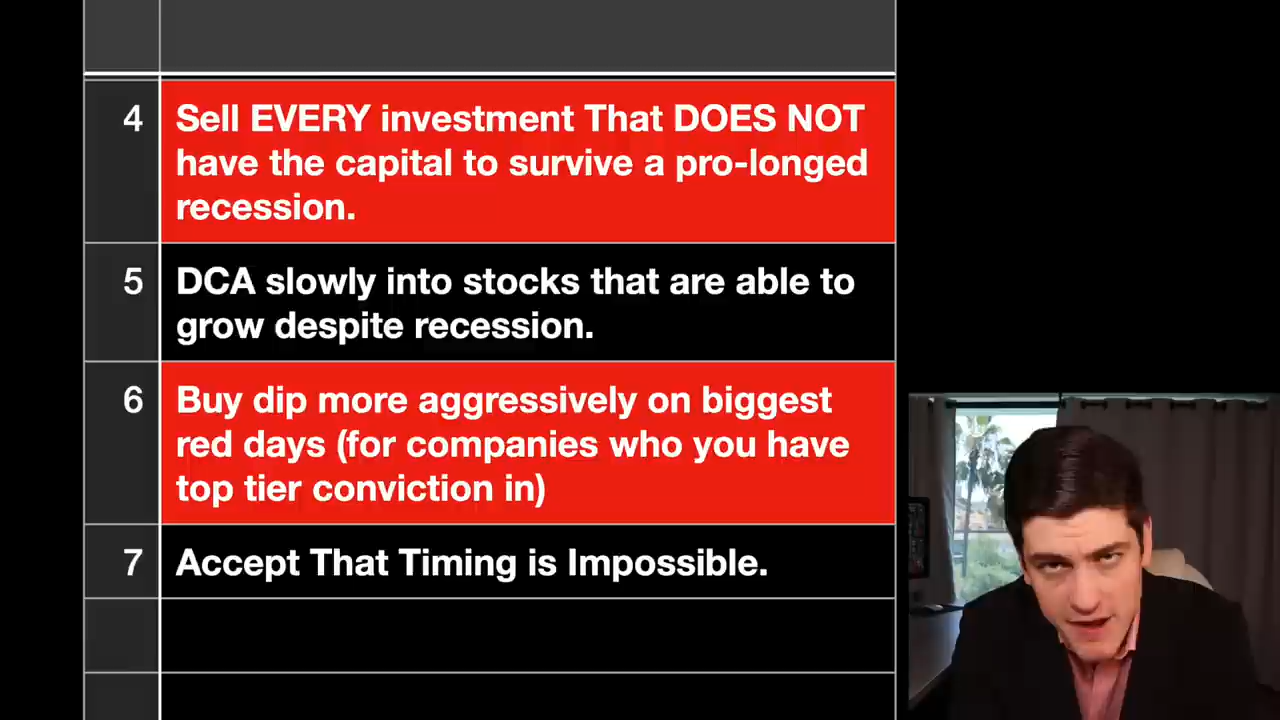 4
Sell EVERY investment That DOES NOT
have the capital to survive a pro-longed
recession.
5
DCA slowly into stocks that are able to
grow despite recession.
6
Buy dip more aggressively on biggest
red days (for companies who you have
top tier conviction in)
7
Accept That Timing is Impossible.